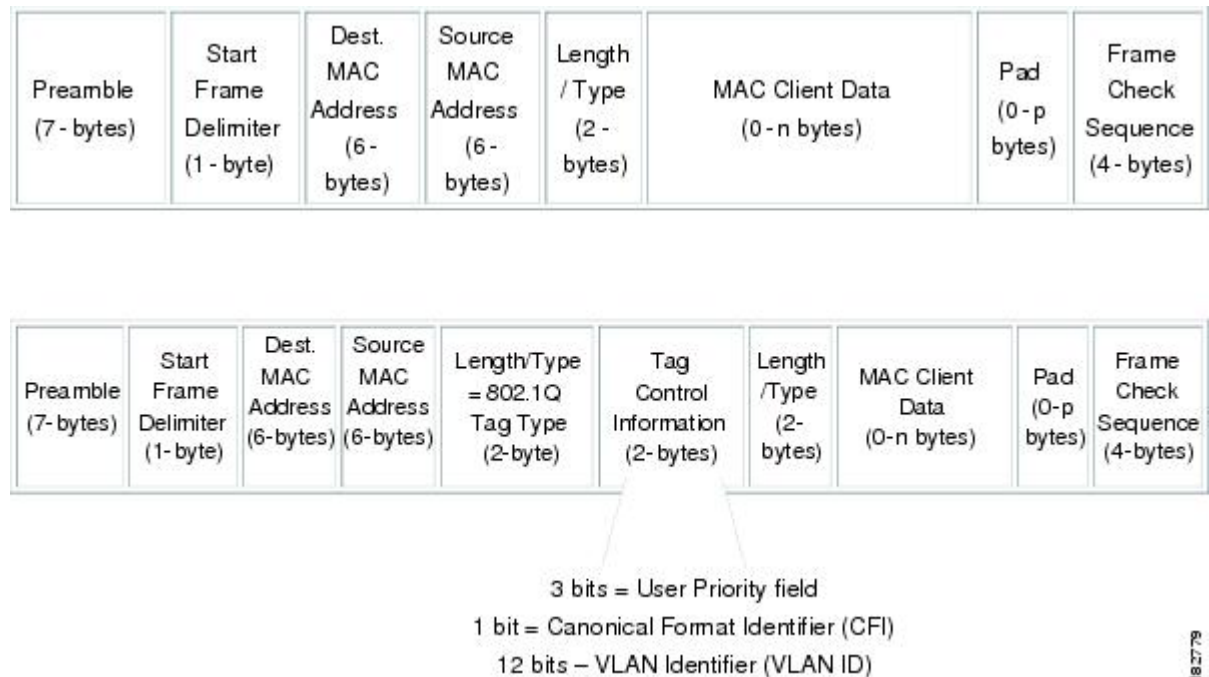 Preamble
(7 - bytes)
Start
Frame
Delimiter
(1 - byte)
Dest.
MAC
Address
(6 -
bytes)
Source
MAC
Address
(6 -
bytes)
Length
/ Type
(2 -
bytes)
MAC Client Data
(0 - n bytes)
Pad
(0 - p
bytes)
Frame
Check
Sequence
(4 - bytes)
Preamble
(7- bytes)
Start
Frame
Delimiter
(1- byte)
Dest.
MAC
Address
(6-bytes)
Source
MAC
Address
(6-bytes)
Length/Type
= 802.1Q
Tag Type
(2-byte)
Tag
Control
Information
(2- bytes)
Length
/Type
(2-
bytes)
MAC Client
Data
(0-n bytes)
Pad
(0-p
bytes)
Frame
Check
Sequence
(4-bytes)
3 bits = User Priority field
1 bit = Canonical Format Identifier (CFI)
12 bits – VLAN Identifier (VLAN ID)
182779